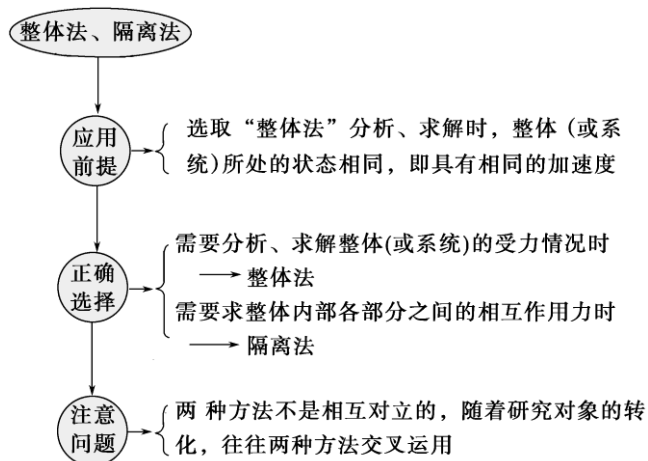 整体法、隔离法
应用
前提
选取“整体法”分析、求解时，整体(或系
统)所处的状态相同，即具有相同的加速度
正确
选择
需要分析、求解整体(或系统)的受力情况时
整体法
需要求整体内部各部分之间的相互作用力时
隔离法
注意
问题
两 种方法不是相互对立的，随着研究对象的转
化，往往两种方法交叉运用